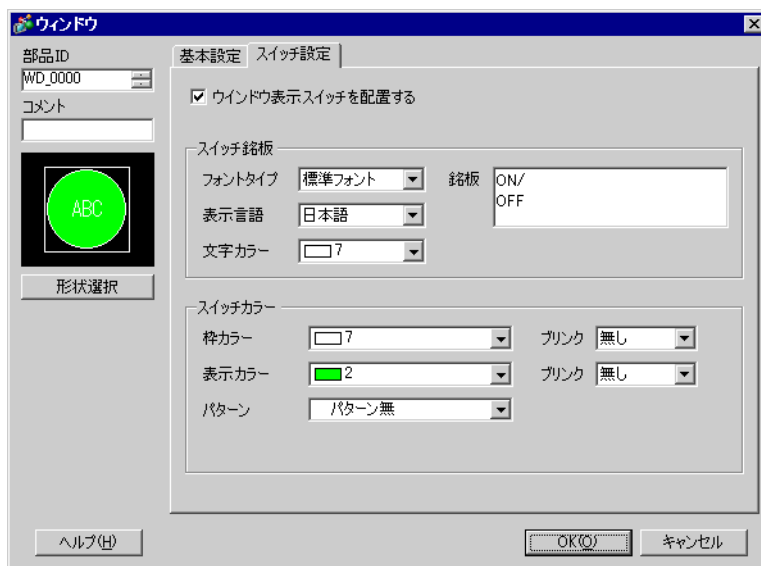 ウィンドウ
部品ID
WD_0000
コメント
ABC
形状選択
基本設定 スイッチ設定
ウインドウ表示スイッチを配置する
スイッチ銘板
フォントタイプ 標準フォント 銘板 ON/
OFF
表示言語 日本語
文字カラー 7
スイッチカラー
枠カラー 7 ブリンク 無し
表示カラー 2 ブリンク 無し
パターン パターン無
ヘルプ(H) OK(O) キャンセル